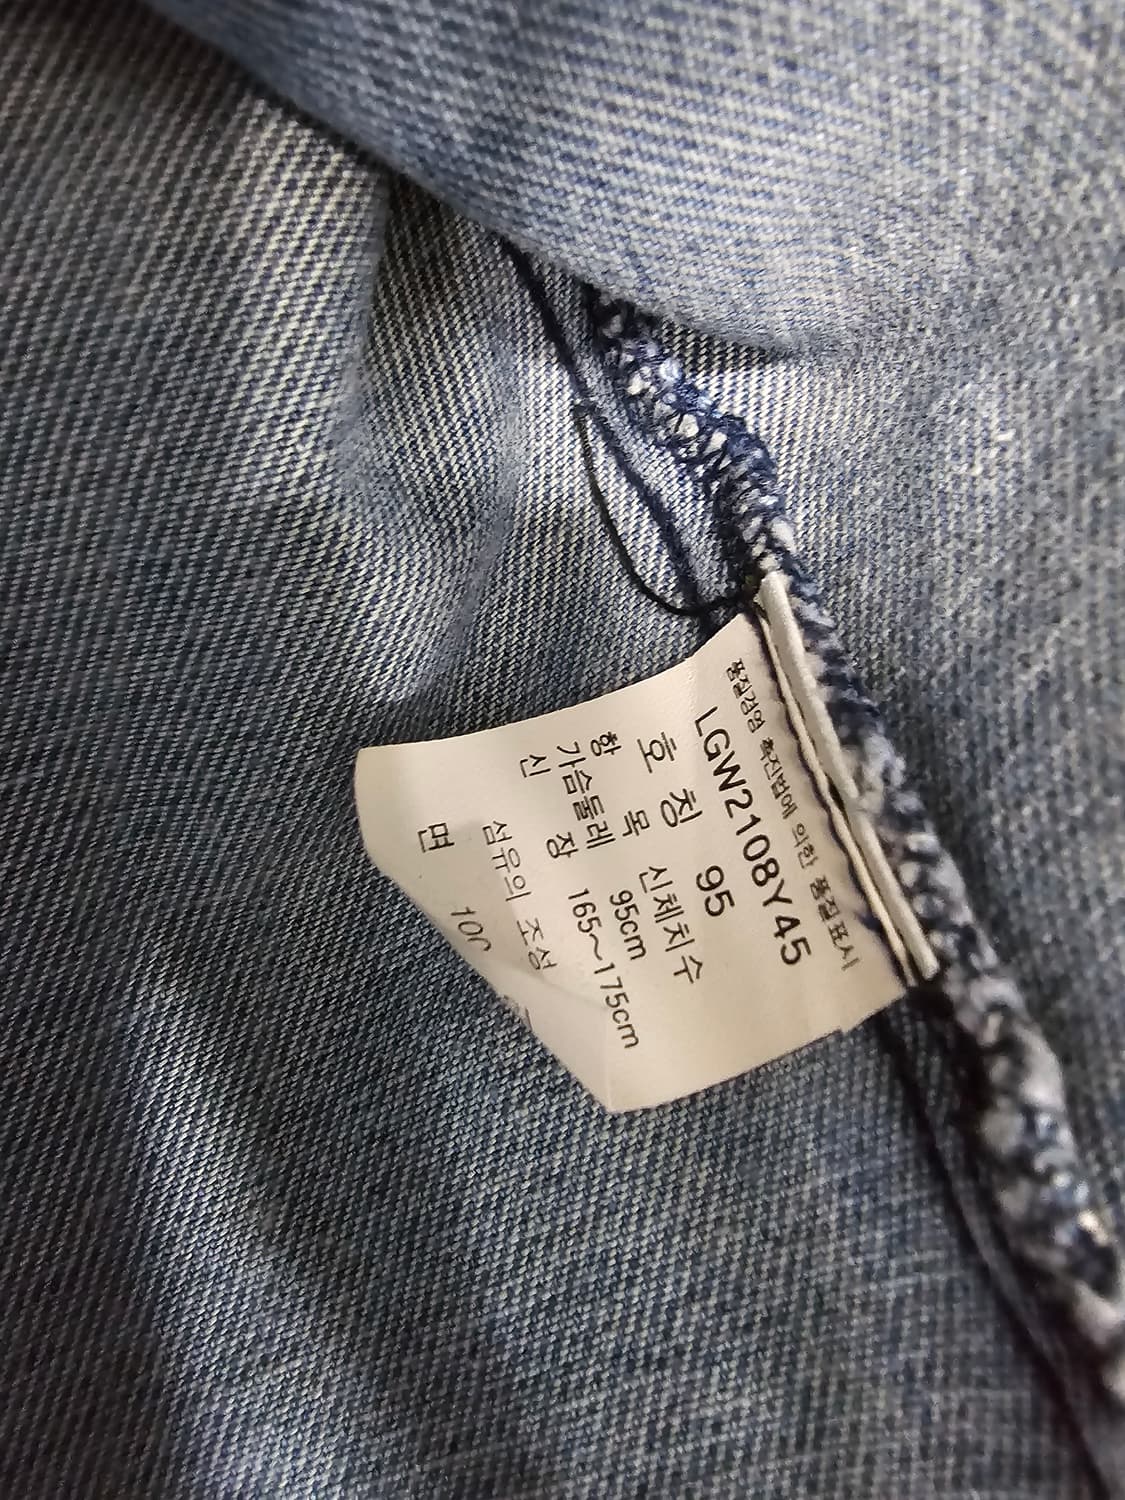 품질경영 촉진법에 의한 품질표시
LGW2108Y45
호 칭 95
항 목 신체치수
가슴둘레 95cm
신 장 165~175cm
섬유의 조성
면